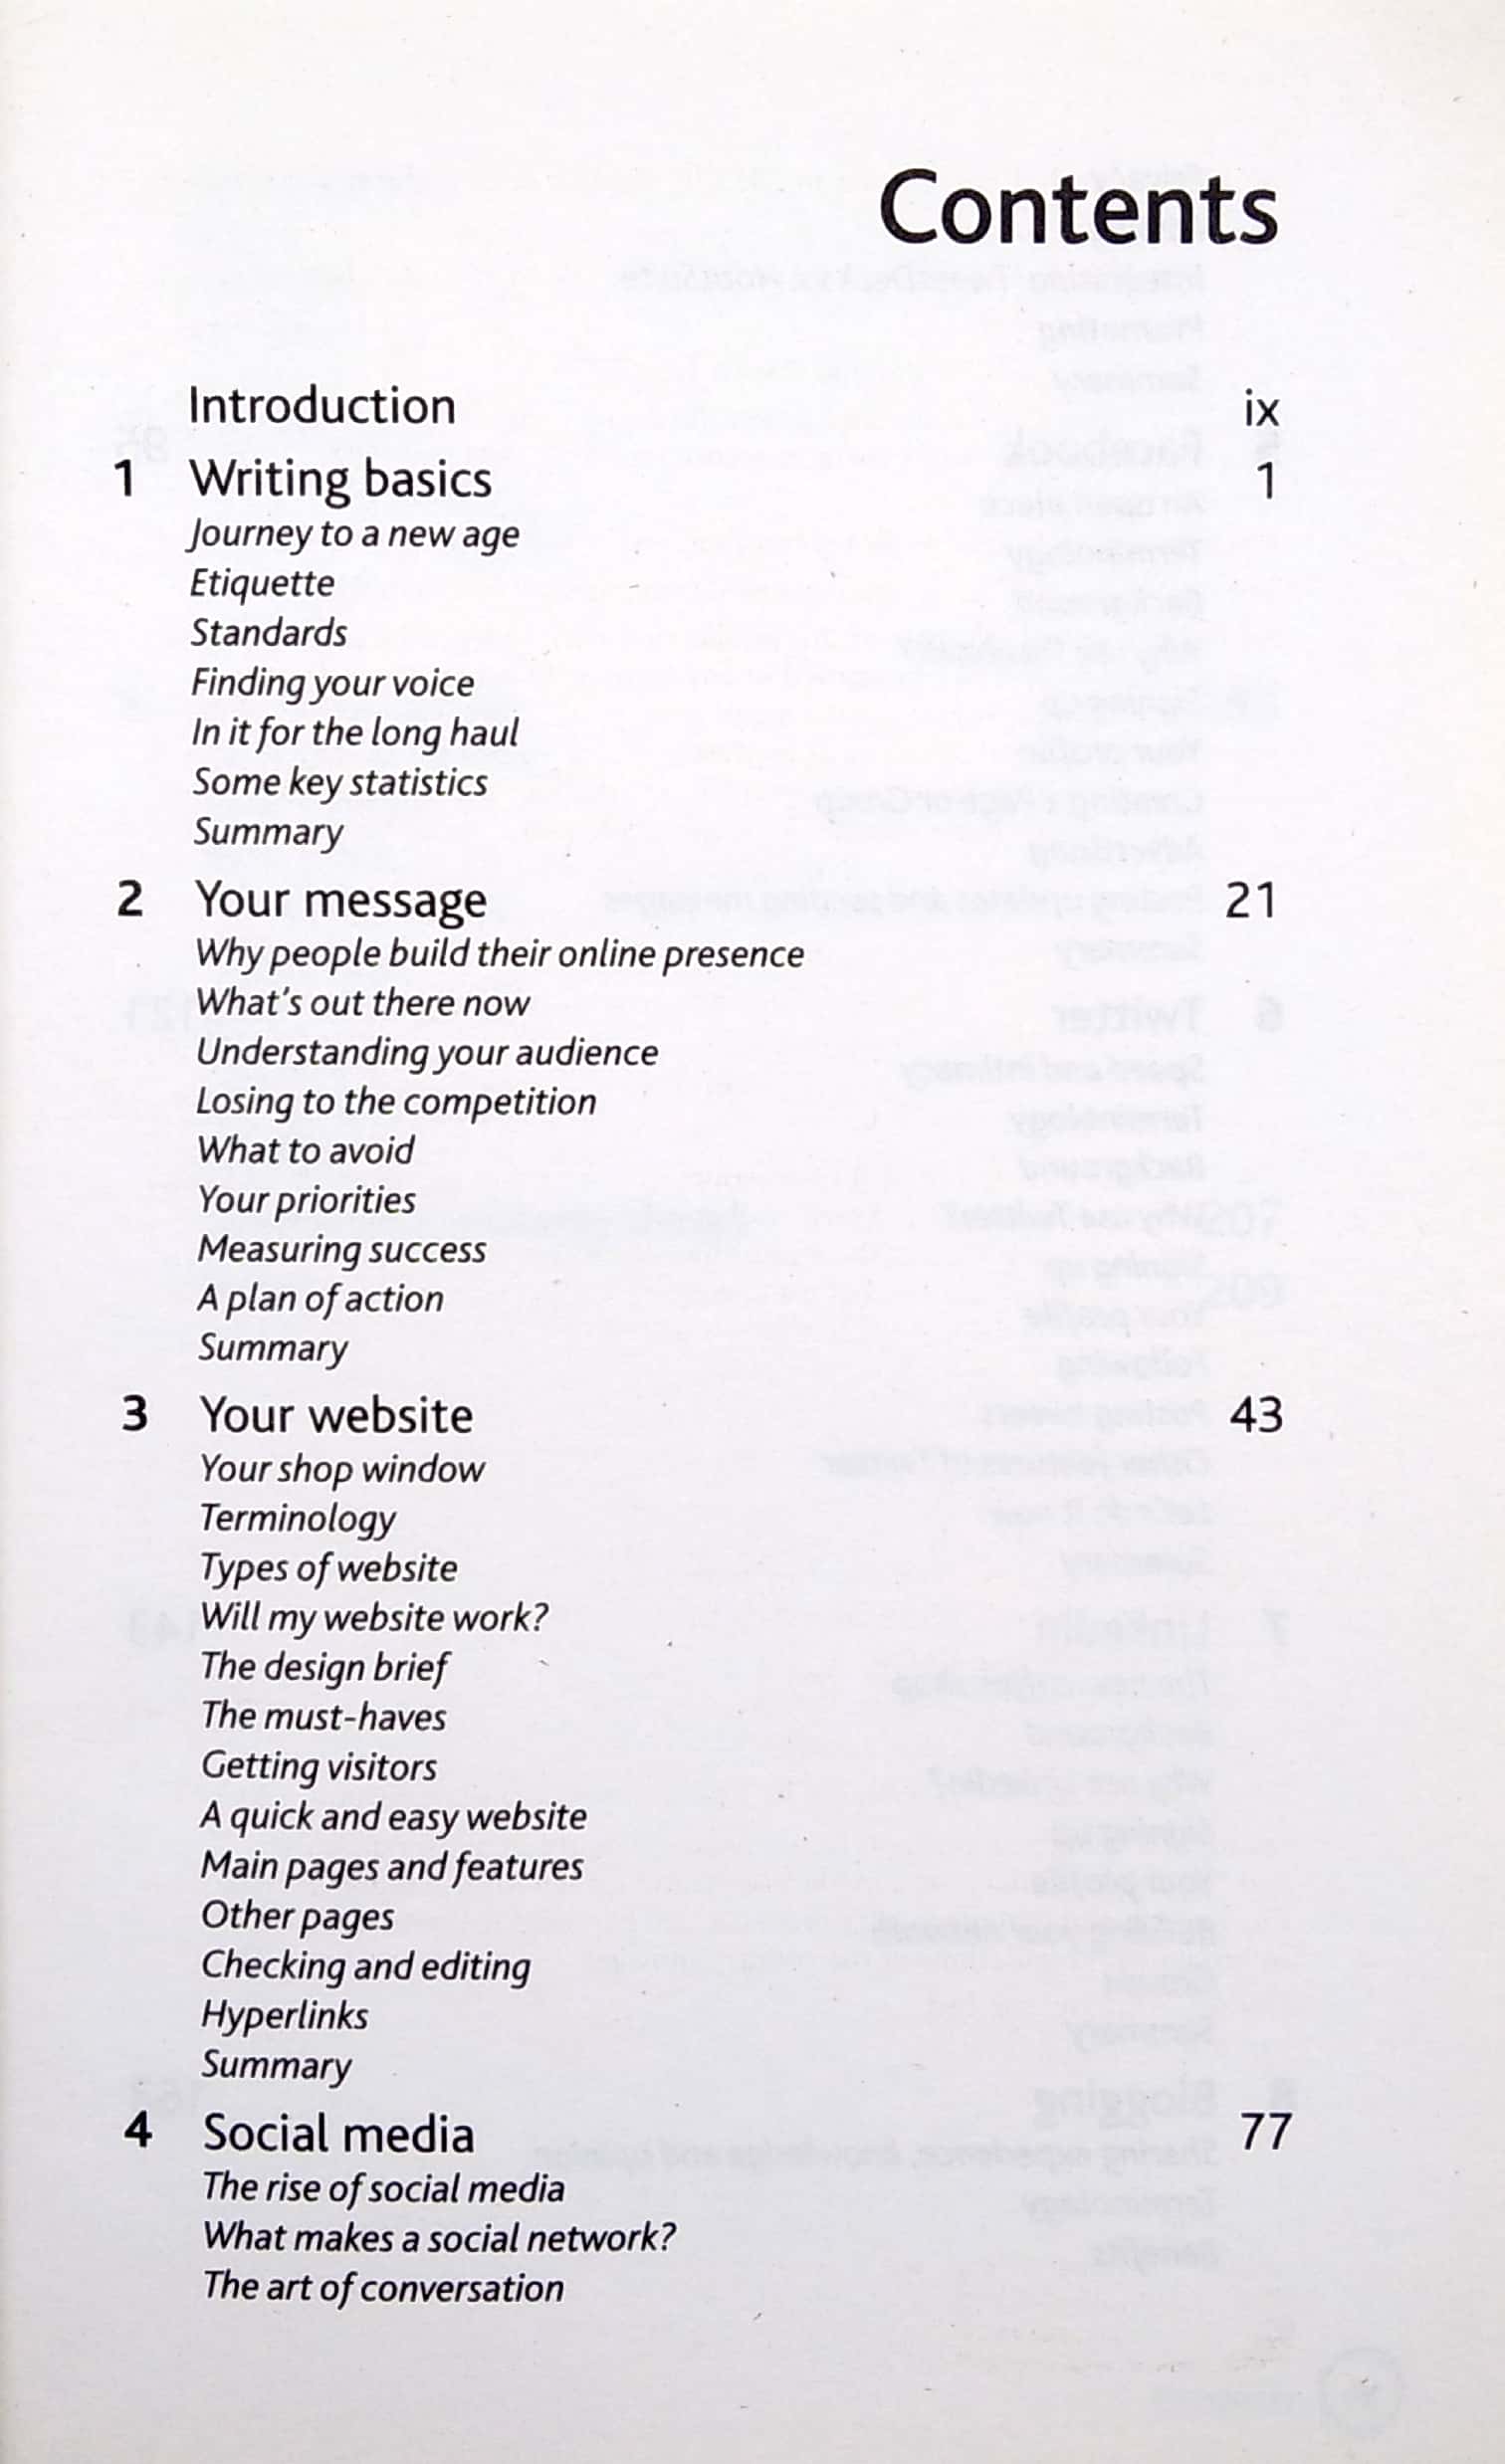 Contents
Introduction ix
1 Writing basics 1
Journey to a new age
Etiquette
Standards
Finding your voice
In it for the long haul
Some key statistics
Summary
2 Your message 21
Why people build their online presence
What's out there now
Understanding your audience
Losing to the competition
What to avoid
Your priorities
Measuring success
A plan of action
Summary
3 Your website 43
Your shop window
Terminology
Types of website
Will my website work?
The design brief
The must-haves
Getting visitors
A quick and easy website
Main pages and features
Other pages
Checking and editing
Hyperlinks
Summary
4 Social media 77
The rise of social media
What makes a social network?
The art of conversation